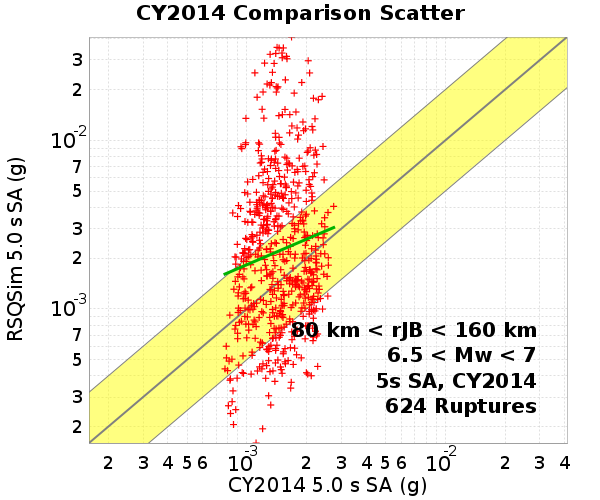 CY2014 Comparison Scatter
3
2
10-2
7
5
3
2
10-3
7
5
3
2
RSQSim 5.0 s SA (g)
80 km < rJB < 160 km
6.5 < Mw < 7
5s SA, CY2014
624 Ruptures
2 3 4 5 6 10-3 2 3 4 5 6 10-2 2 3 4
CY2014 5.0 s SA (g)